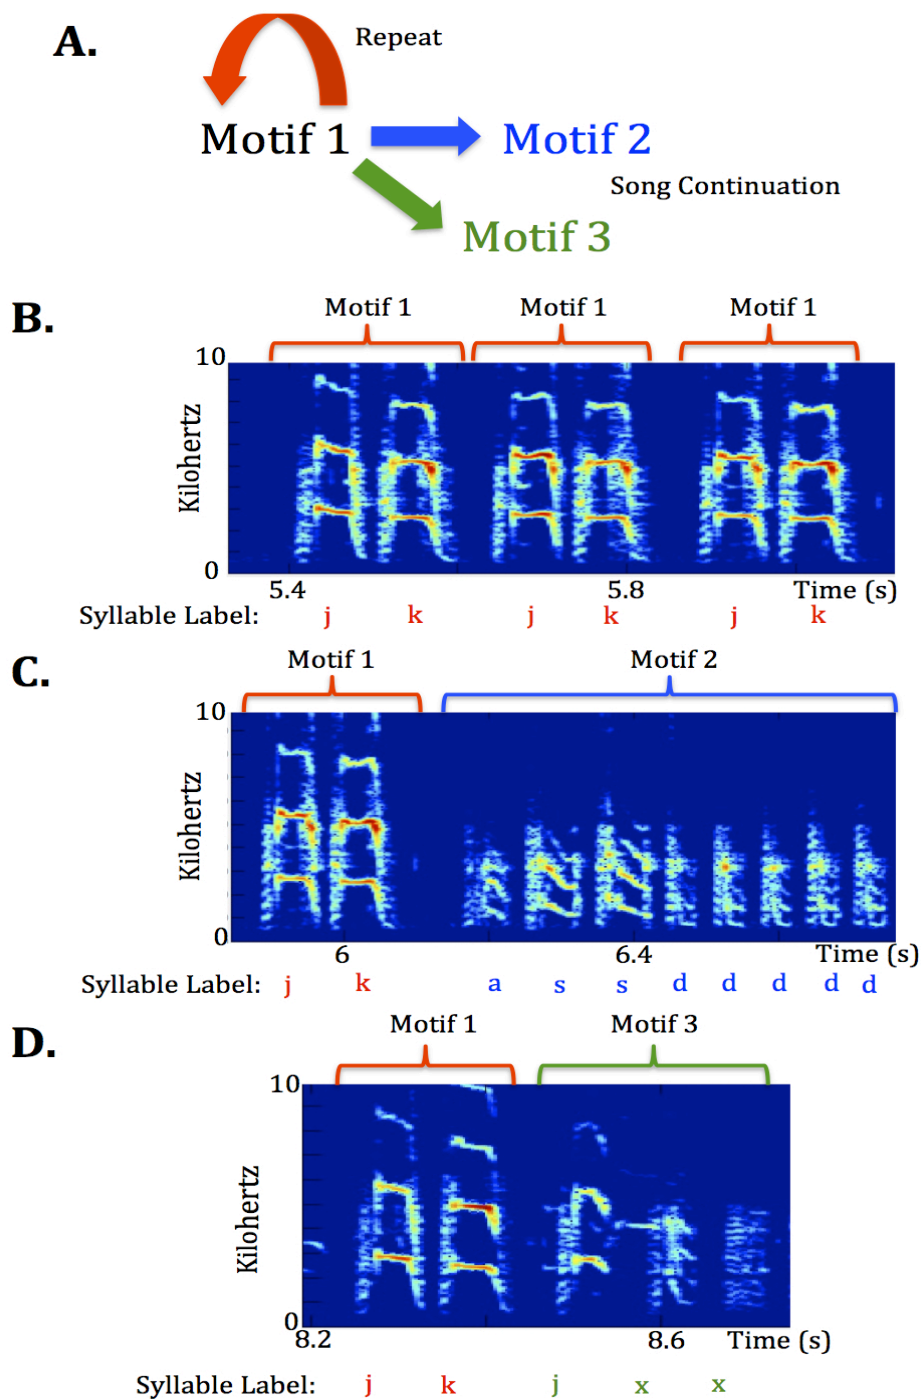 A.
Repeat
Motif 1
Motif 2
Song Continuation
Motif 3
B.
Motif 1 Motif 1 Motif 1
10
Kilohertz
0
5.4 5.8 Time (s)
Syllable Label: j k j k j k
C.
Motif 1 Motif 2
10
Kilohertz
0
6 6.4 Time (s)
Syllable Label: j k a s s d d d d d
D.
Motif 1 Motif 3
10
Kilohertz
0
8.2 8.6 Time (s)
Syllable Label: j k j x x